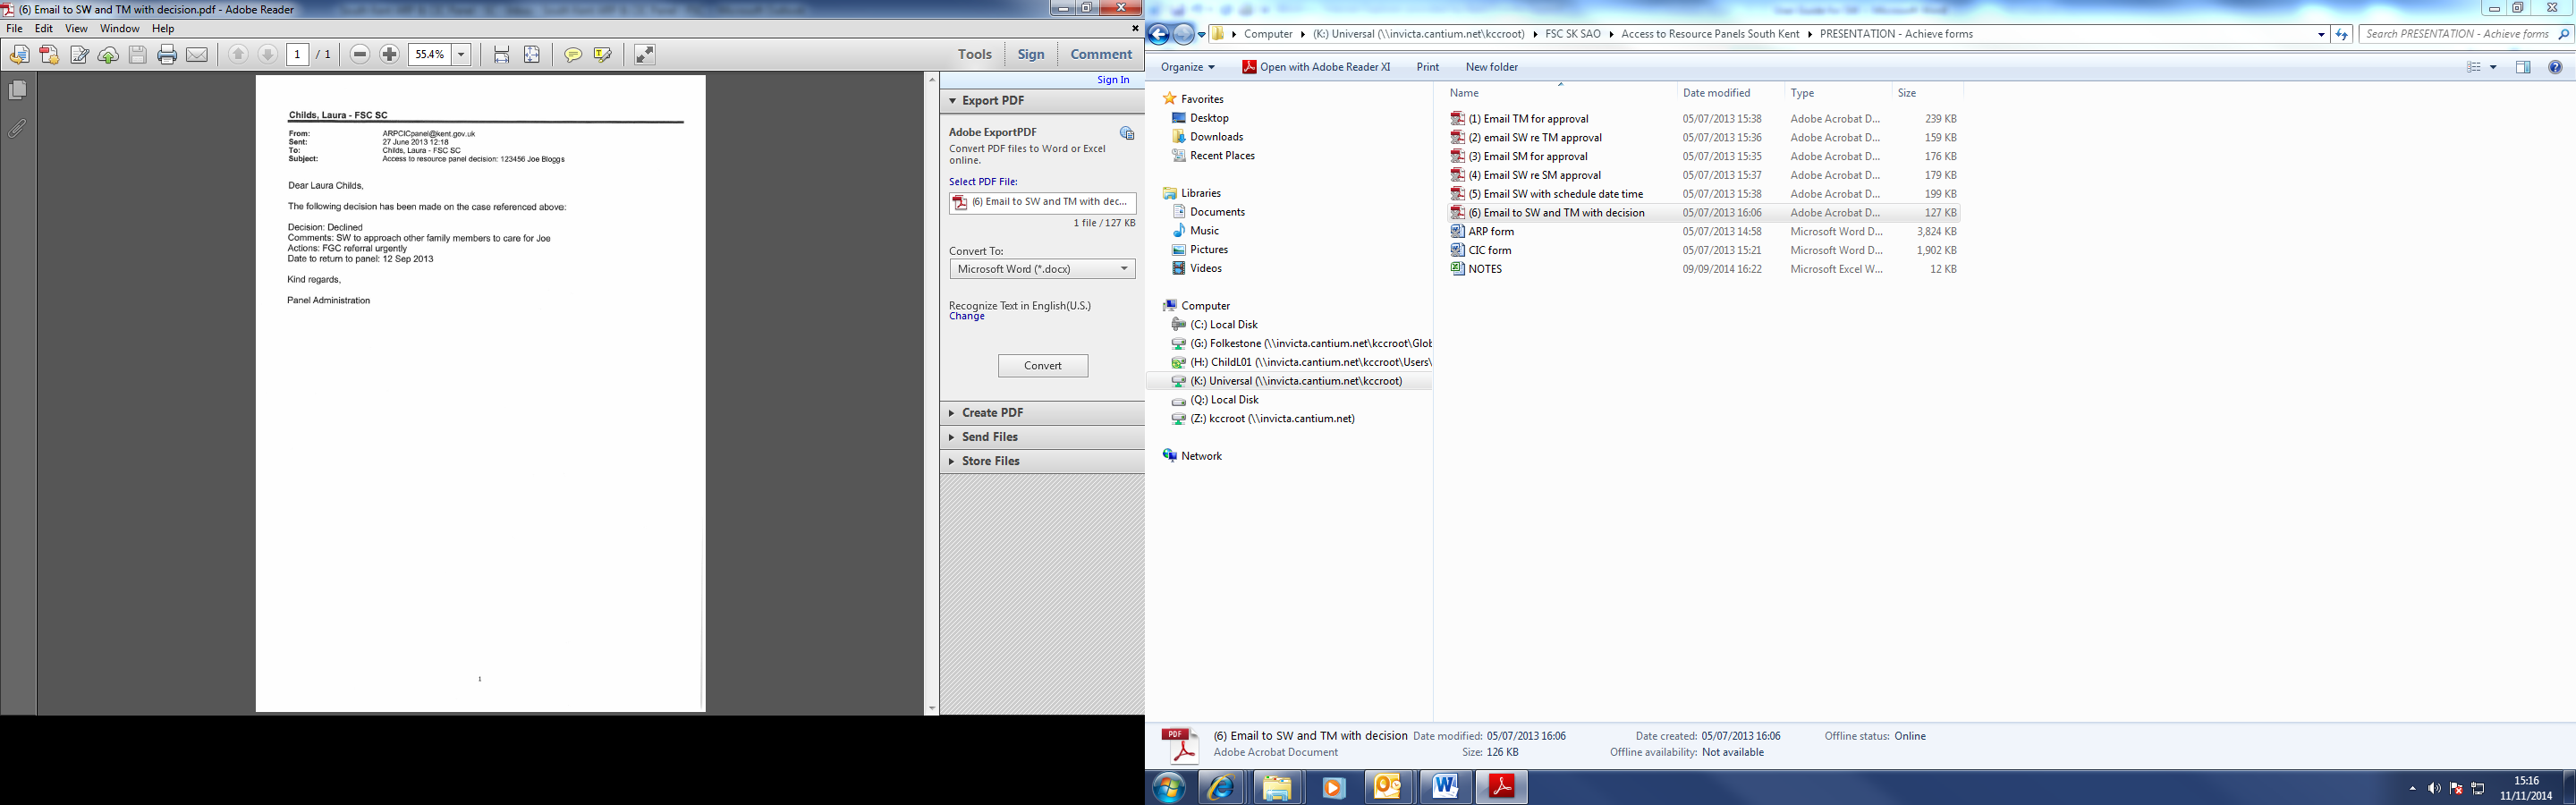 (6) Email to SW and TM with decision.pdf - Adobe Reader
File Edit View Window Help
1 / 1 55.4% Tools Sign Comment
Sign In
Childs, Laura - FSC SC
From: ARPCICpanel@kent.gov.uk
Sent: 27 June 2013 12:18
To: Childs, Laura - FSC SC
Subject: Access to resource panel decision: 123456 Joe Bloggs
Dear Laura Childs,
The following decision has been made on the case referenced above:
Decision: Declined
Comments: SW to approach other family members to care for Joe
Actions: FGC referral urgently
Date to return to panel: 12 Sep 2013
Kind regards,
Panel Administration
1
Export PDF
Adobe ExportPDF
Convert PDF files to Word or Excel
online.
Select PDF File:
(6) Email to SW and TM with dec...
1 file / 127 KB
Convert To:
Microsoft Word (*.docx)
Recognize Text in English(U.S.)
Change
Convert
Create PDF
Send Files
Store Files
Computer (K:) Universal (\\invicta.cantium.net\kccroot) FSC SK SAO Access to Resource Panels South Kent PRESENTATION - Achieve forms Search PRESENTATION - Achieve forms
Organize Open with Adobe Reader XI Print New folder
Favorites
Desktop
Downloads
Recent Places
Libraries
Documents
Music
Pictures
Videos
Computer
(C:) Local Disk
(G:) Folkestone (\\invicta.cantium.net\kccroot\Glob
(H:) ChildL01 (\\invicta.cantium.net\kccroot\Users\
(K:) Universal (\\invicta.cantium.net\kccroot)
(Q:) Local Disk
(Z:) kccroot (\\invicta.cantium.net)
Network
Name Date modified Type Size
(1) Email TM for approval 05/07/2013 15:38 Adobe Acrobat D... 239 KB
(2) email SW re TM approval 05/07/2013 15:36 Adobe Acrobat D... 159 KB
(3) Email SM for approval 05/07/2013 15:35 Adobe Acrobat D... 176 KB
(4) Email SW re SM approval 05/07/2013 15:37 Adobe Acrobat D... 179 KB
(5) Email SW with schedule date time 05/07/2013 15:38 Adobe Acrobat D... 199 KB
(6) Email to SW and TM with decision 05/07/2013 16:06 Adobe Acrobat D... 127 KB
ARP form 05/07/2013 14:58 Microsoft Word D... 3,824 KB
CIC form 05/07/2013 15:21 Microsoft Word D... 1,902 KB
NOTES 09/09/2014 16:22 Microsoft Excel W... 12 KB
PDF
(6) Email to SW and TM with decision Date modified: 05/07/2013 16:06 Date created: 05/07/2013 16:06 Offline status: Online
Adobe Acrobat Document Size: 126 KB Offline availability: Not available
15:16
11/11/2014